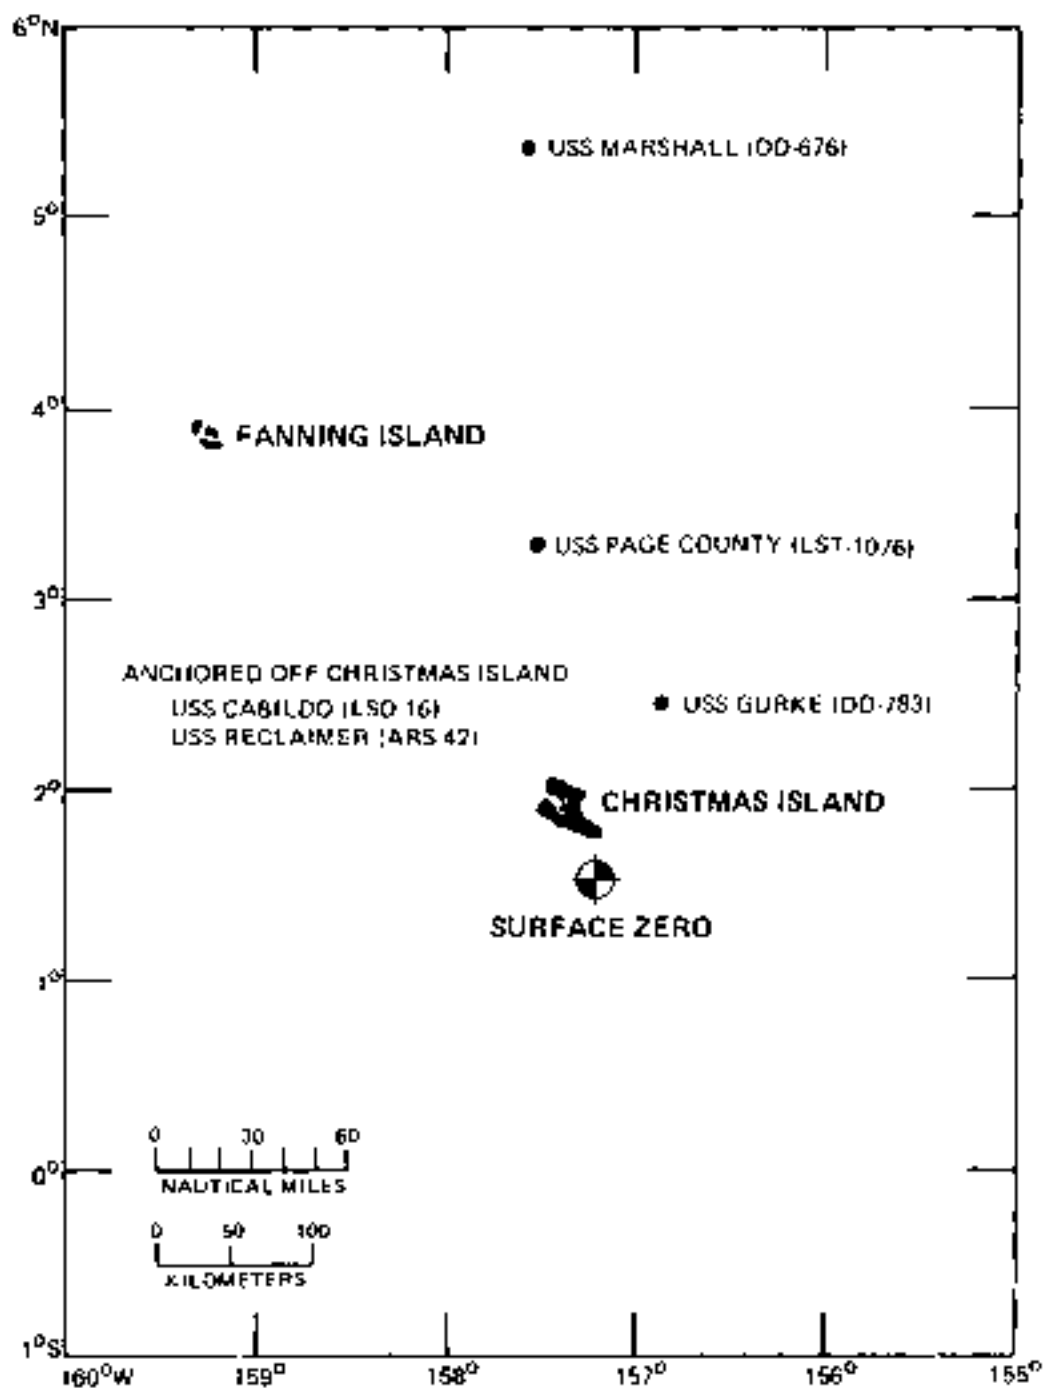 6°N
USS MARSHALL (DD-676)
5°
4°
FANNING ISLAND
USS PAGE COUNTY (LST-1076)
3°
ANCHORED OFF CHRISTMAS ISLAND
USS CABILDO (LSD 16)
USS RECLAIMER (ARS 42)
USS GURKE (DD-783)
2°
CHRISTMAS ISLAND
SURFACE ZERO
1°
0 30 60
NAUTICAL MILES
0°
0 50 100
KILOMETERS
1°S
160°W 159° 158° 157° 156° 155°